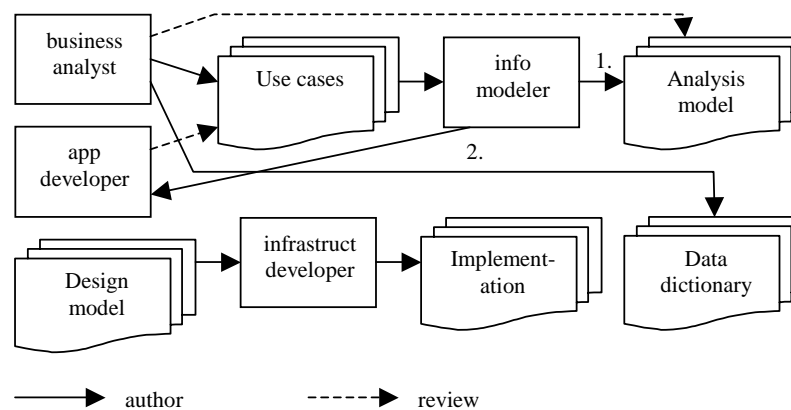 business
analyst
Use cases
info
modeler
1.
Analysis
model
app
developer
2.
Design
model
infrastruct
developer
Implement-
ation
Data
dictionary
author
review